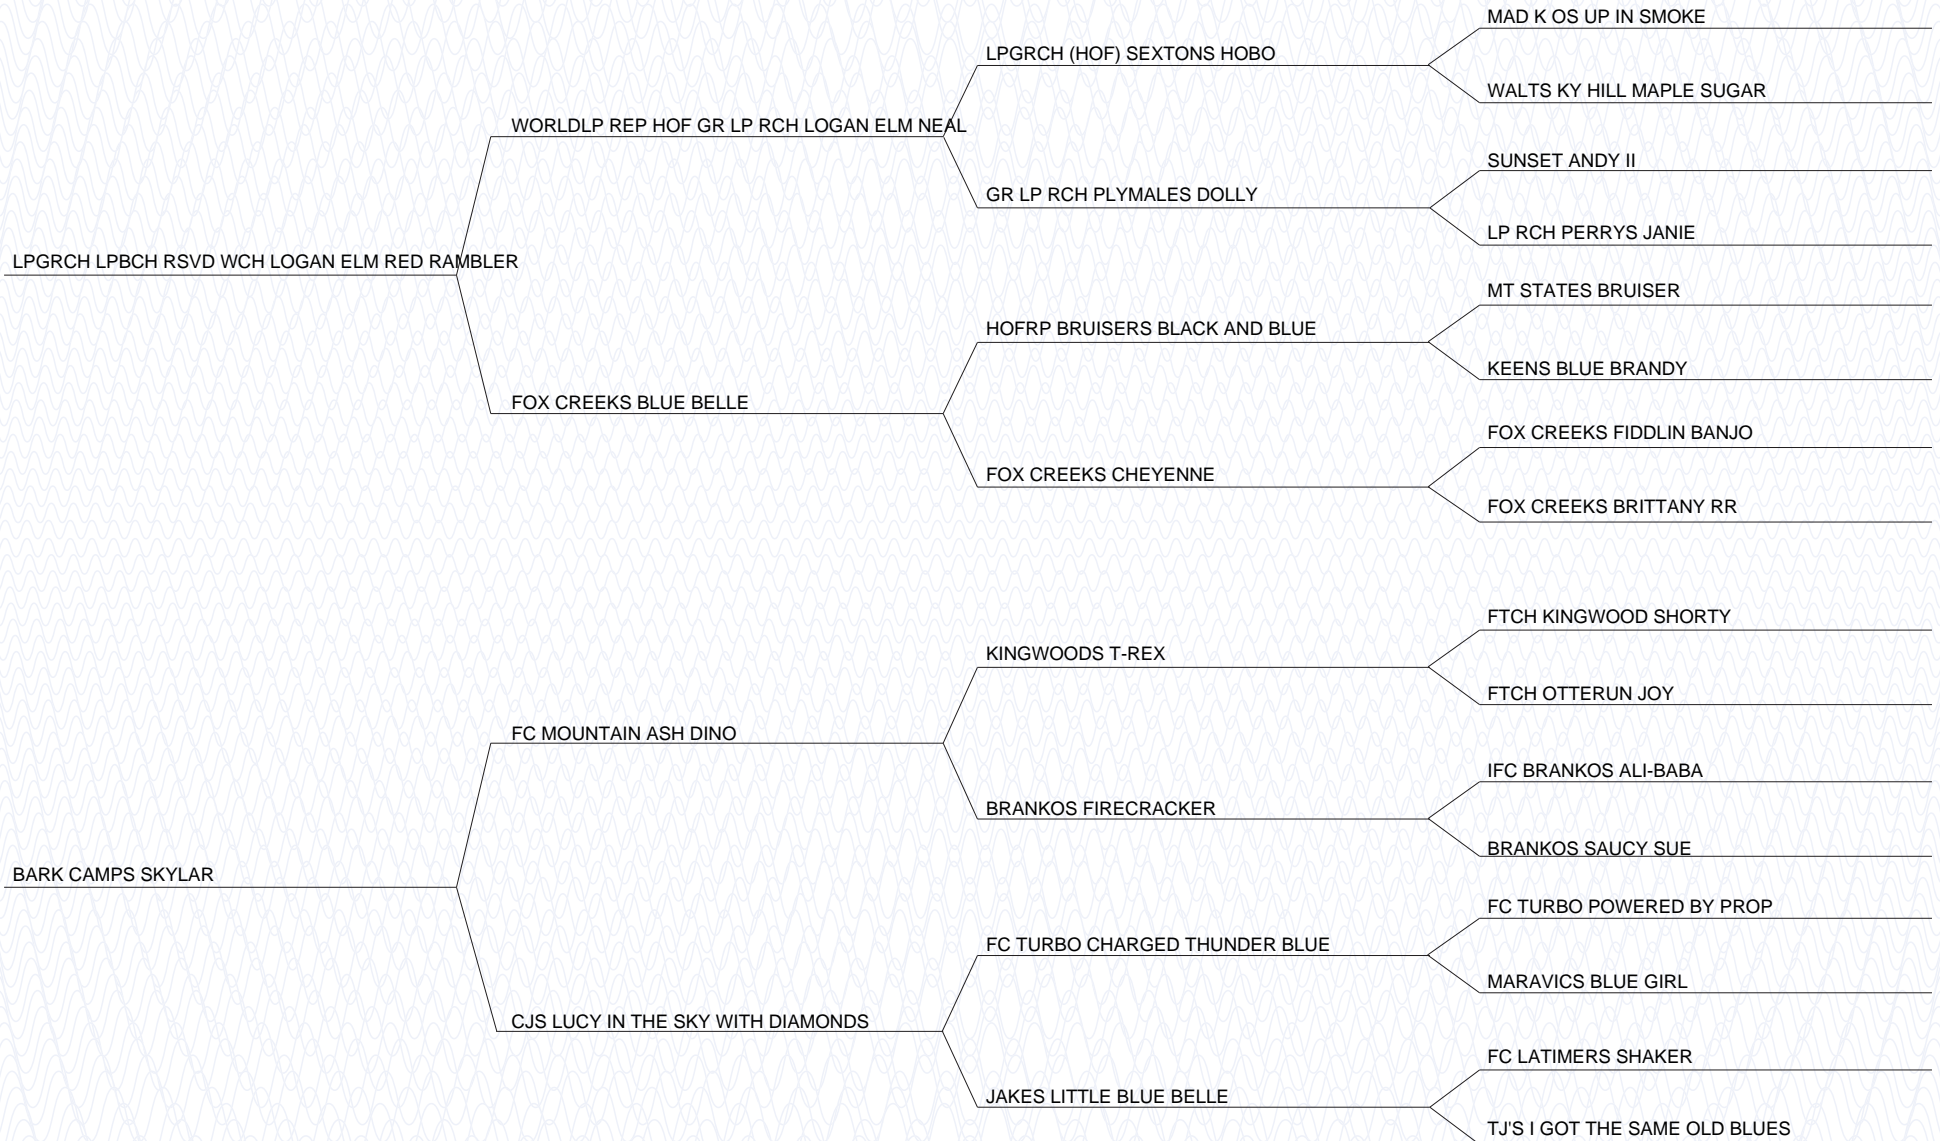 MAD K OS UP IN SMOKE
LPGRCH (HOF) SEXTONS HOBO
WALTS KY HILL MAPLE SUGAR
WORLDLP REP HOF GR LP RCH LOGAN ELM NEAL
SUNSET ANDY II
GR LP RCH PLYMALES DOLLY
LP RCH PERRYS JANIE
LPGRCH LPBCH RSVD WCH LOGAN ELM RED RAMBLER
MT STATES BRUISER
HOFRP BRUISERS BLACK AND BLUE
KEENS BLUE BRANDY
FOX CREEKS BLUE BELLE
FOX CREEKS FIDDLIN BANJO
FOX CREEKS CHEYENNE
FOX CREEKS BRITTANY RR
FTCH KINGWOOD SHORTY
KINGWOODS T-REX
FTCH OTTERUN JOY
FC MOUNTAIN ASH DINO
IFC BRANKOS ALI-BABA
BRANKOS FIRECRACKER
BRANKOS SAUCY SUE
BARK CAMPS SKYLAR
FC TURBO POWERED BY PROP
FC TURBO CHARGED THUNDER BLUE
MARAVICS BLUE GIRL
CJS LUCY IN THE SKY WITH DIAMONDS
FC LATIMERS SHAKER
JAKES LITTLE BLUE BELLE
TJ'S I GOT THE SAME OLD BLUES